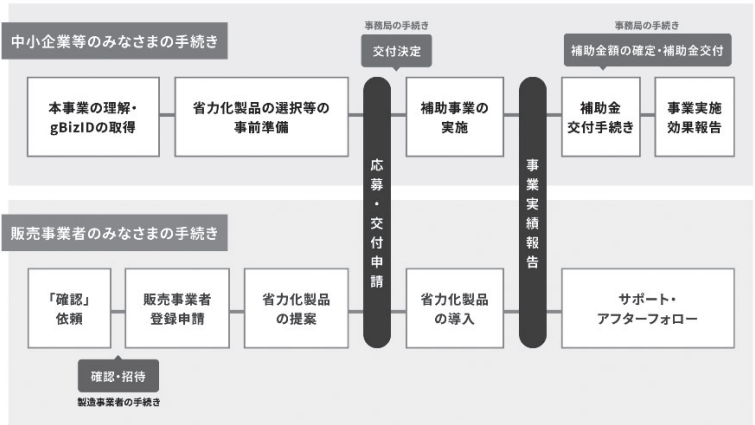 事務局の手続き
事務局の手続き
中小企業等のみなさまの手続き
交付決定
補助金額の確定・補助金交付
本事業の理解・
gBizIDの取得
省力化製品の選択等の
事前準備
補助事業の
実施
補助金
交付手続き
事業実施
効果報告
応募・交付申請
事業実績報告
販売事業者のみなさまの手続き
「確認」
依頼
販売事業者
登録申請
省力化製品
の提案
省力化製品
の導入
サポート・
アフターフォロー
確認・招待
製造事業者の手続き